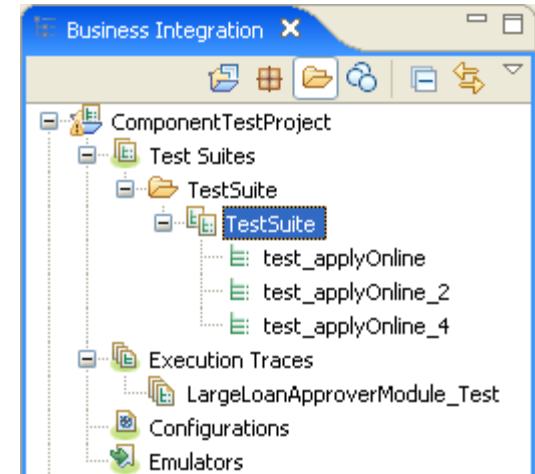 Business Integration
ComponentTestProject
Test Suites
TestSuite
TestSuite
test_applyOnline
test_applyOnline_2
test_applyOnline_4
Execution Traces
LargeLoanApproverModule_Test
Configurations
Emulators